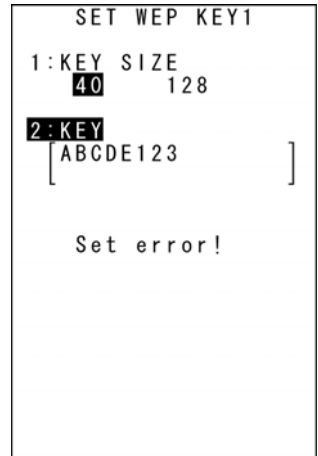 SET WEP KEY1
1:KEY SIZE
40 128
2:KEY
[ABCDE123 ]
Set error!